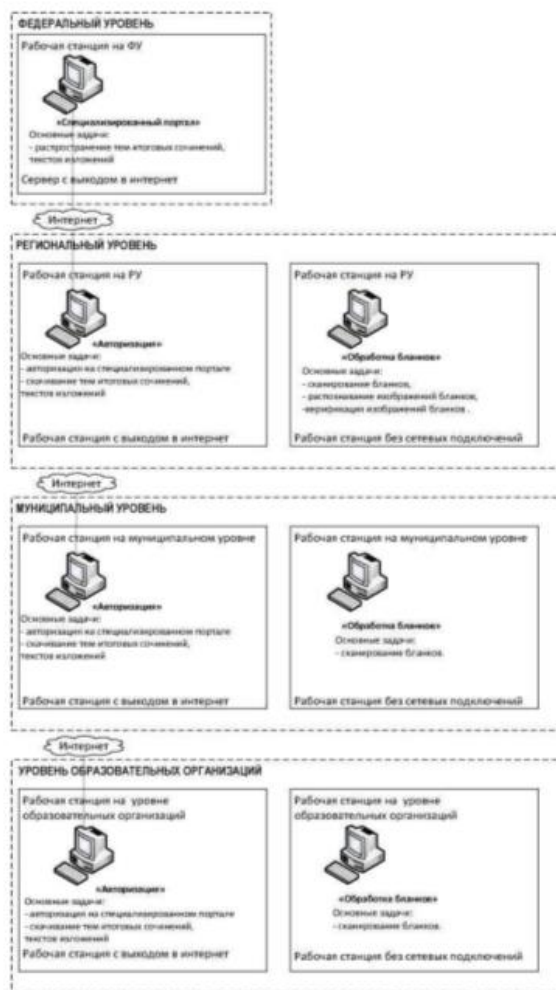 ФЕДЕРАЛЬНЫЙ УРОВЕНЬ
Рабочая станция на ФУ
«Специализированный портал»
Основные задачи:
- распространение тем итоговых сочинений,
текстов изложений
Сервер с выходом в интернет
Интернет
РЕГИОНАЛЬНЫЙ УРОВЕНЬ
Рабочая станция на РУ
«Авторизация»
Основные задачи:
- авторизация на специализированном портале
- скачивание тем итоговых сочинений,
текстов изложений
Рабочая станция с выходом в интернет
Рабочая станция на РУ
«Обработка бланков»
Основные задачи:
- сканирование бланков,
- распознавание изображений бланков,
-верификация изображений бланков .
Рабочая станция без сетевых подключений
Интернет
МУНИЦИПАЛЬНЫЙ УРОВЕНЬ
Рабочая станция на муниципальном уровне
«Авторизация»
Основные задачи:
- авторизация на специализированном портале
- скачивание тем итоговых сочинений,
текстов изложений
Рабочая станция с выходом в интернет
Рабочая станция на муниципальном уровне
«Обработка бланков»
Основные задачи:
- сканирование бланков.
Рабочая станция без сетевых подключений
Интернет
УРОВЕНЬ ОБРАЗОВАТЕЛЬНЫХ ОРГАНИЗАЦИЙ
Рабочая станция на уровне
образовательных организаций
«Авторизация»
Основные задачи:
- авторизация на специализированном портале
- скачивание тем итоговых сочинений,
текстов изложений
Рабочая станция с выходом в интернет
Рабочая станция на уровне
образовательных организаций
«Обработка бланков»
Основные задачи:
- сканирование бланков.
Рабочая станция без сетевых подключений